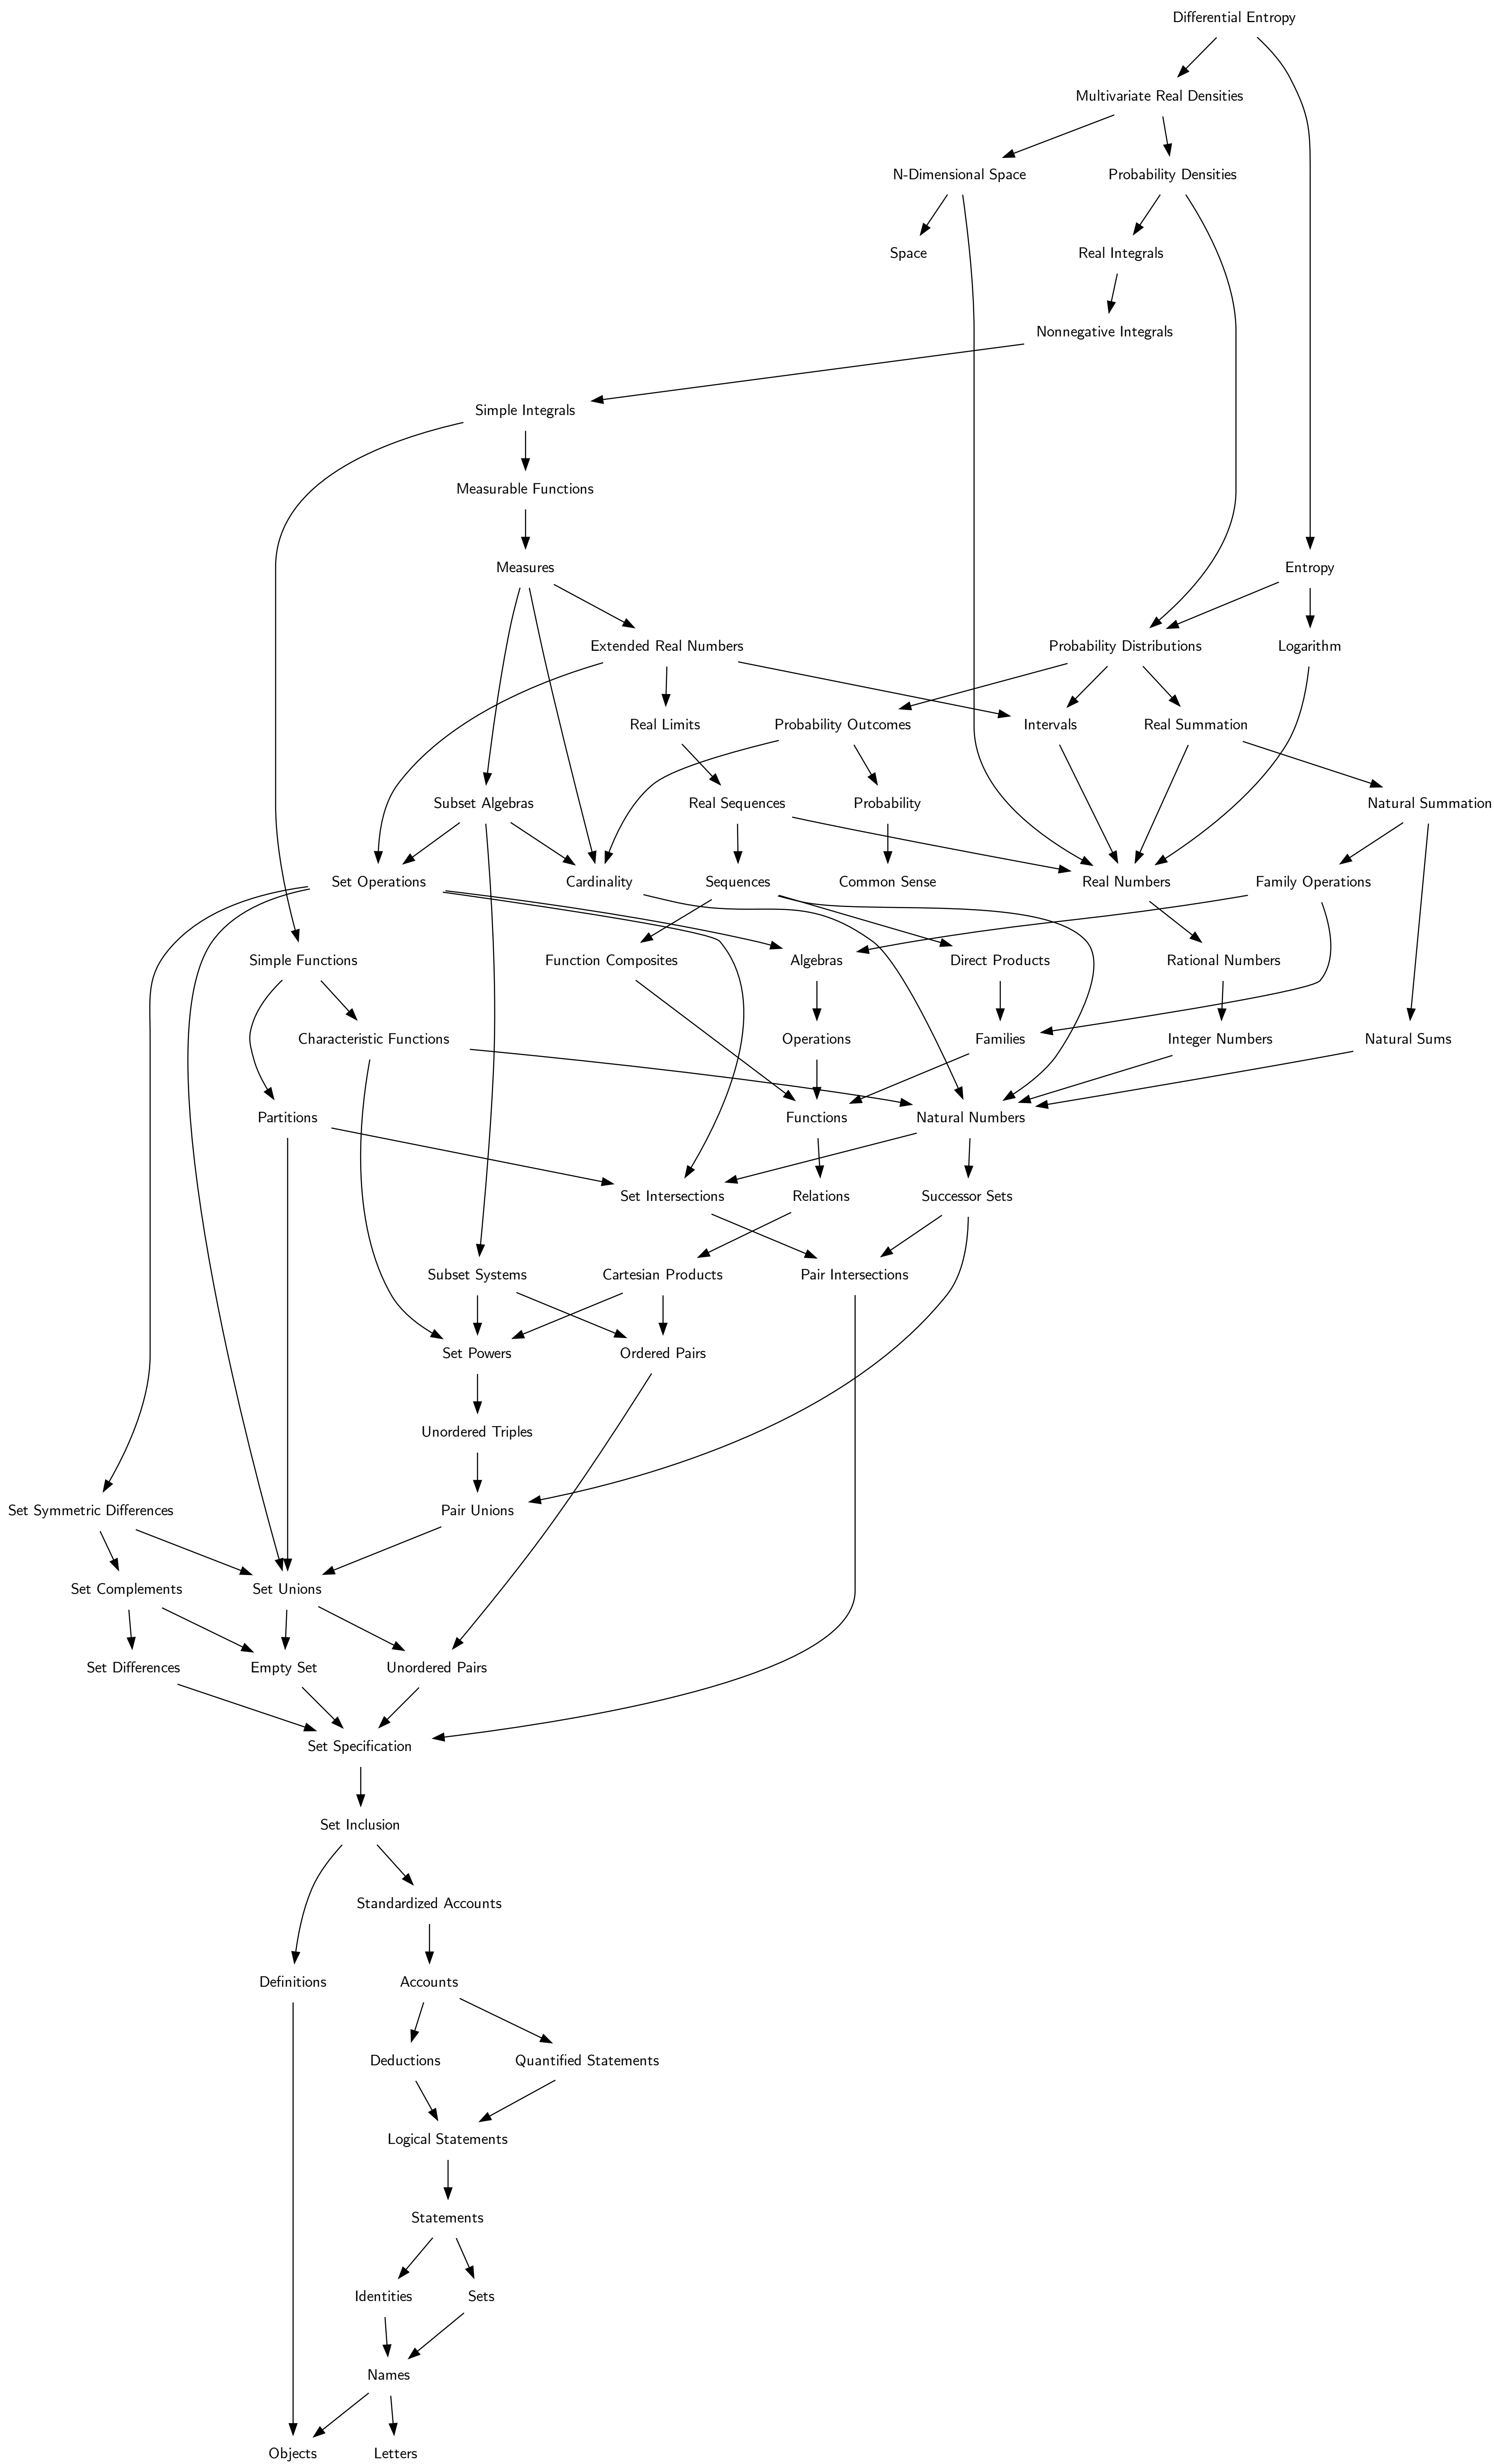 Differential Entropy
Multivariate Real Densities
N-Dimensional Space
Probability Densities
Space
Real Integrals
Nonnegative Integrals
Simple Integrals
Measurable Functions
Measures
Entropy
Extended Real Numbers
Probability Distributions
Logarithm
Real Limits
Probability Outcomes
Intervals
Real Summation
Subset Algebras
Real Sequences
Probability
Natural Summation
Set Operations
Cardinality
Sequences
Common Sense
Real Numbers
Family Operations
Simple Functions
Function Composites
Algebras
Direct Products
Rational Numbers
Characteristic Functions
Operations
Families
Integer Numbers
Natural Sums
Partitions
Functions
Natural Numbers
Set Intersections
Relations
Successor Sets
Subset Systems
Cartesian Products
Pair Intersections
Set Powers
Ordered Pairs
Unordered Triples
Set Symmetric Differences
Pair Unions
Set Complements
Set Unions
Set Differences
Empty Set
Unordered Pairs
Set Specification
Set Inclusion
Standardized Accounts
Definitions
Accounts
Deductions
Quantified Statements
Logical Statements
Statements
Identities
Sets
Names
Objects
Letters